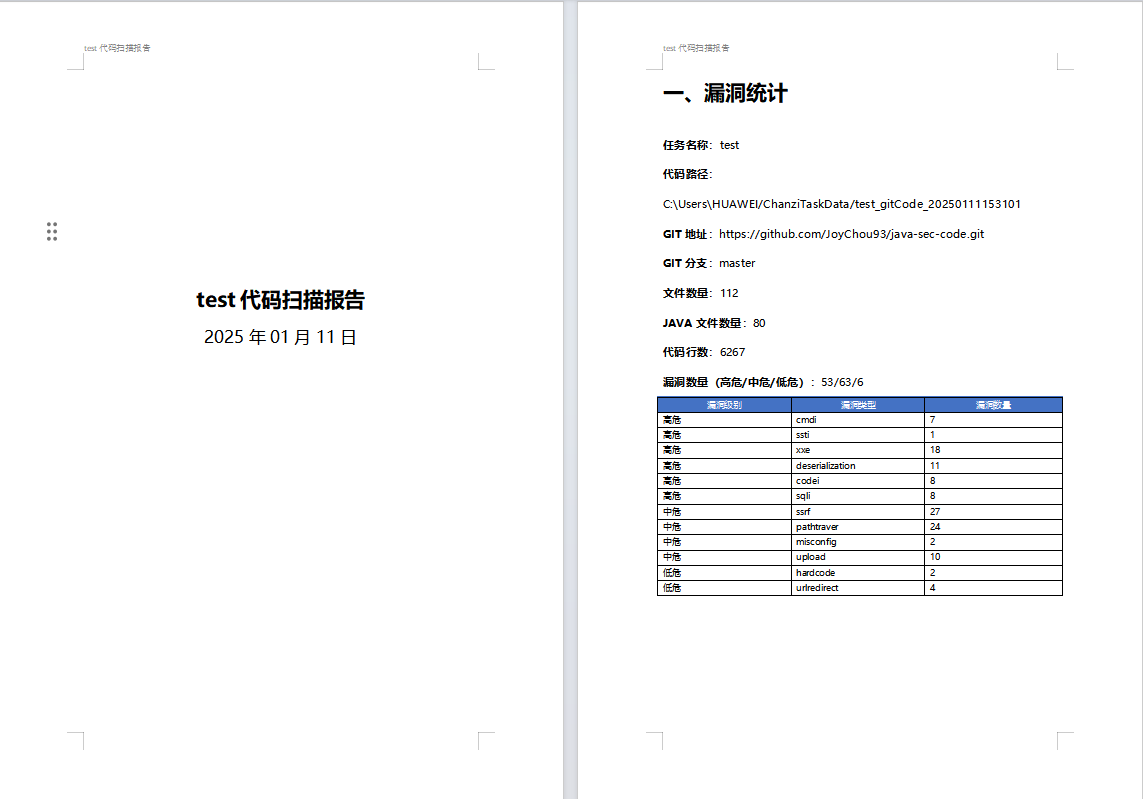 test 代码扫描报告
test 代码扫描报告
2025 年 01 月 11 日
test 代码扫描报告
一、漏洞统计
任务名称：test
代码路径：
C:\Users\HUAWEI/ChanziTaskData/test_gitCode_20250111153101
GIT 地址：https://github.com/JoyChou93/java-sec-code.git
GIT 分支：master
文件数量：112
JAVA 文件数量：80
代码行数：6267
漏洞数量（高危/中危/低危）：53/63/6
漏洞级别 漏洞类型 漏洞数量
高危 cmdi 7
高危 ssti 1
高危 xxe 18
高危 deserialization 11
高危 codei 8
高危 sqli 8
中危 ssrf 27
中危 pathtraver 24
中危 misconfig 2
中危 upload 10
低危 hardcode 2
低危 urlredirect 4